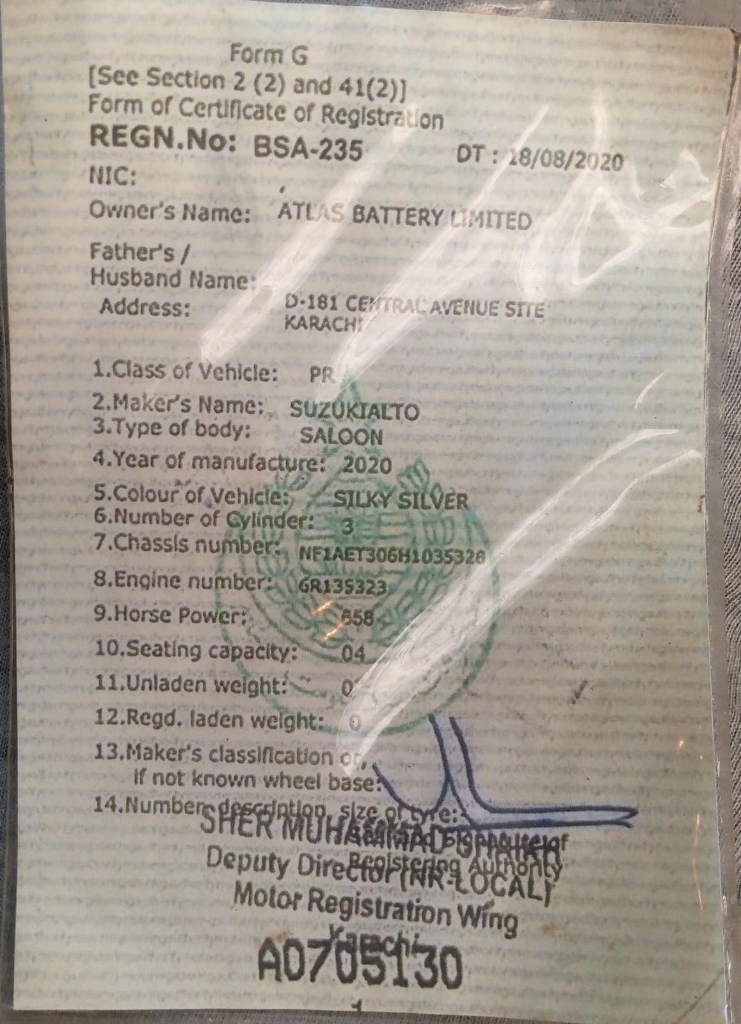 Form G
[See Section 2 (2) and 41(2)]
Form of Certificate of Registration
REGN.No: BSA-235 DT : 18/08/2020
NIC:
Owner's Name: ATLAS BATTERY LIMITED
Father's /
Husband Name:
Address: D-181 CENTRAL AVENUE SITE
KARACHI
1.Class of Vehicle: PR
2.Maker's Name: SUZUKIALTO
3.Type of body: SALOON
4.Year of manufacture: 2020
5.Colour of Vehicle: SILKY SILVER
6.Number of Cylinder: 3
7.Chassis number: NF1AET306H1035328
8.Engine number: GR135323
9.Horse Power: 658
10.Seating capacity: 04
11.Unladen weight: 0
12.Regd. laden weight: 0
13.Maker's classification or,
if not known wheel base:
14.Number, description, size of tyre:
SHER MUHAMMAD
Registering Authority
Deputy Director (NR-LOCAL)
Motor Registration Wing
Karachi
A0705130
1